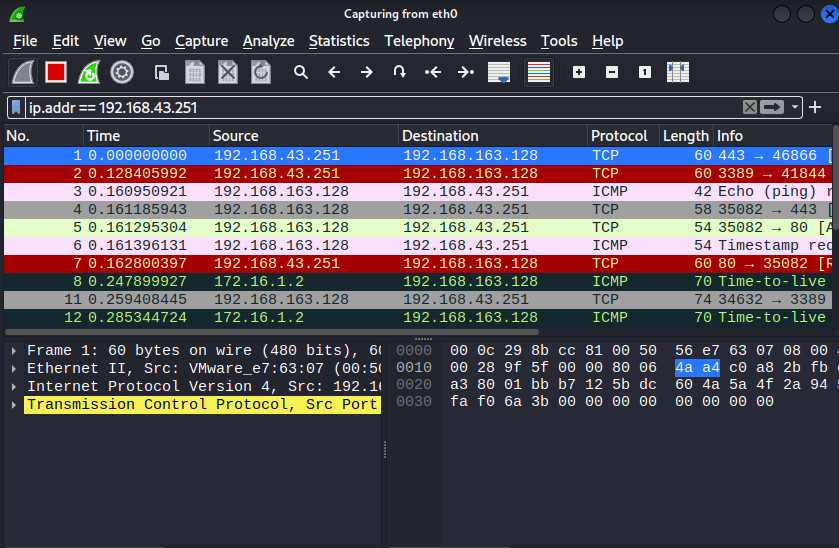 Capturing from eth0
File Edit View Go Capture Analyze Statistics Telephony Wireless Tools Help
ip.addr == 192.168.43.251
No. Time Source Destination Protocol Length Info
1 0.000000000 192.168.43.251 192.168.163.128 TCP 60 443 → 46866 [
2 0.128405992 192.168.43.251 192.168.163.128 TCP 60 3389 → 41844
3 0.160950921 192.168.163.128 192.168.43.251 ICMP 42 Echo (ping) r
4 0.161185943 192.168.163.128 192.168.43.251 TCP 58 35082 → 443 [
5 0.161295304 192.168.163.128 192.168.43.251 TCP 54 35082 → 80 [A
6 0.161396131 192.168.163.128 192.168.43.251 ICMP 54 Timestamp req
7 0.162800397 192.168.43.251 192.168.163.128 TCP 60 80 → 35082 [R
8 0.247899927 172.16.1.2 192.168.163.128 ICMP 70 Time-to-live
11 0.259408445 192.168.163.128 192.168.43.251 TCP 74 34632 → 3389
12 0.285344724 172.16.1.2 192.168.163.128 ICMP 70 Time-to-live
Frame 1: 60 bytes on wire (480 bits), 60
Ethernet II, Src: VMware_e7:63:07 (00:50
Internet Protocol Version 4, Src: 192.16
Transmission Control Protocol, Src Port
0000 00 0c 29 8b cc 81 00 50 56 e7 63 07 08 00
0010 00 28 9f 5f 00 00 80 06 4a a4 c0 a8 2b fb
0020 a3 80 01 bb b7 12 5b dc 60 4a 5a 4f 2a 94
0030 fa f0 6a 3b 00 00 00 00 00 00 00 00